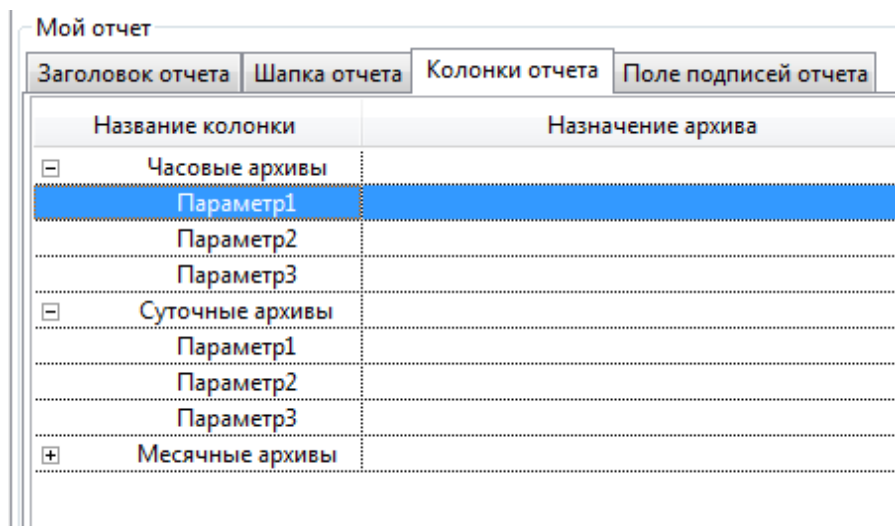 Мой отчет
Заголовок отчета Шапка отчета Колонки отчета Поле подписей отчета
Название колонки Назначение архива
Часовые архивы
Параметр1
Параметр2
Параметр3
Суточные архивы
Параметр1
Параметр2
Параметр3
Месячные архивы